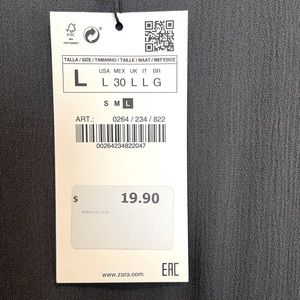 FSC
TALLA / SIZE / TAMANHO / TAILLE / MAAT / ΜΕΓΕΘΟΣ
L
USA MEX UK IT BR
L 30 L L G
S M L
ART.: 0264 / 234 / 822
00264234822047
$ 19.90
www.zara.com
EAC